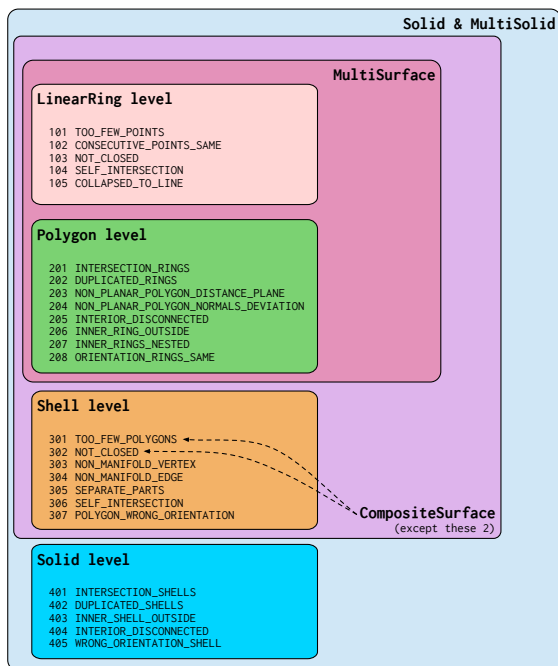 Solid & MultiSolid
MultiSurface
LinearRing level
101 TOO_FEW_POINTS
102 CONSECUTIVE_POINTS_SAME
103 NOT_CLOSED
104 SELF_INTERSECTION
105 COLLAPSED_TO_LINE
Polygon level
201 INTERSECTION_RINGS
202 DUPLICATED_RINGS
203 NON_PLANAR_POLYGON_DISTANCE_PLANE
204 NON_PLANAR_POLYGON_NORMALS_DEVIATION
205 INTERIOR_DISCONNECTED
206 INNER_RING_OUTSIDE
207 INNER_RINGS_NESTED
208 ORIENTATION_RINGS_SAME
Shell level
301 TOO_FEW_POLYGONS
302 NOT_CLOSED
303 NON_MANIFOLD_VERTEX
304 NON_MANIFOLD_EDGE
305 SEPARATE_PARTS
306 SELF_INTERSECTION
307 POLYGON_WRONG_ORIENTATION
CompositeSurface
(except these 2)
Solid level
401 INTERSECTION_SHELLS
402 DUPLICATED_SHELLS
403 INNER_SHELL_OUTSIDE
404 INTERIOR_DISCONNECTED
405 WRONG_ORIENTATION_SHELL